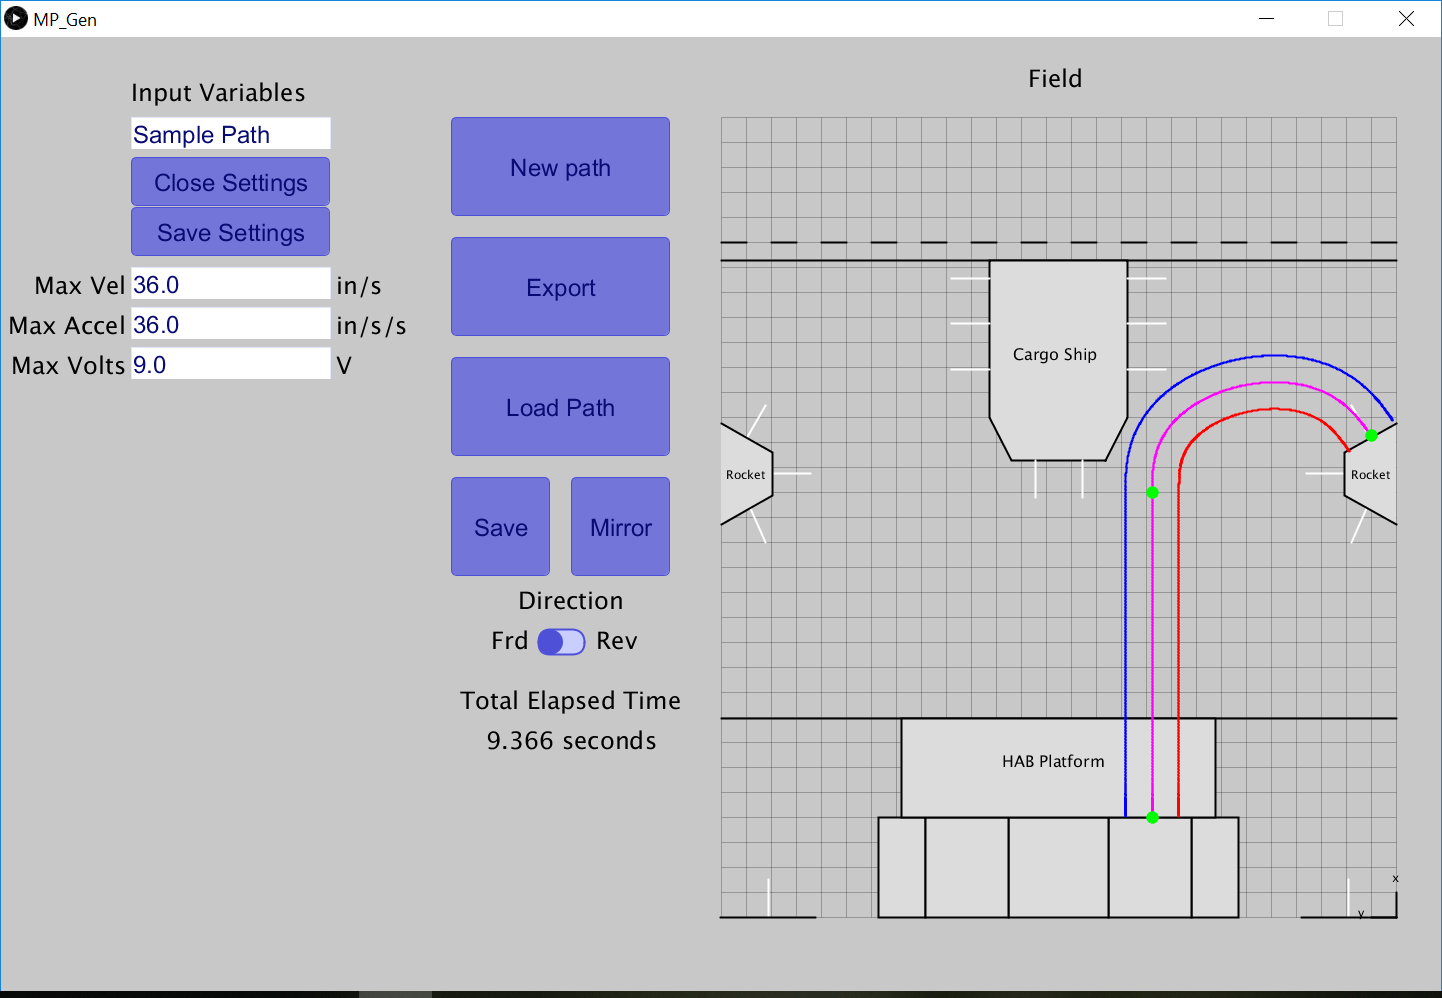 MP_Gen
Input Variables
Sample Path
Close Settings
Save Settings
Max Vel 36.0 in/s
Max Accel 36.0 in/s/s
Max Volts 9.0 V
New path
Export
Load Path
Save Mirror
Direction
Frd Rev
Total Elapsed Time
9.366 seconds
Field
Cargo Ship
Rocket Rocket
HAB Platform
x
y